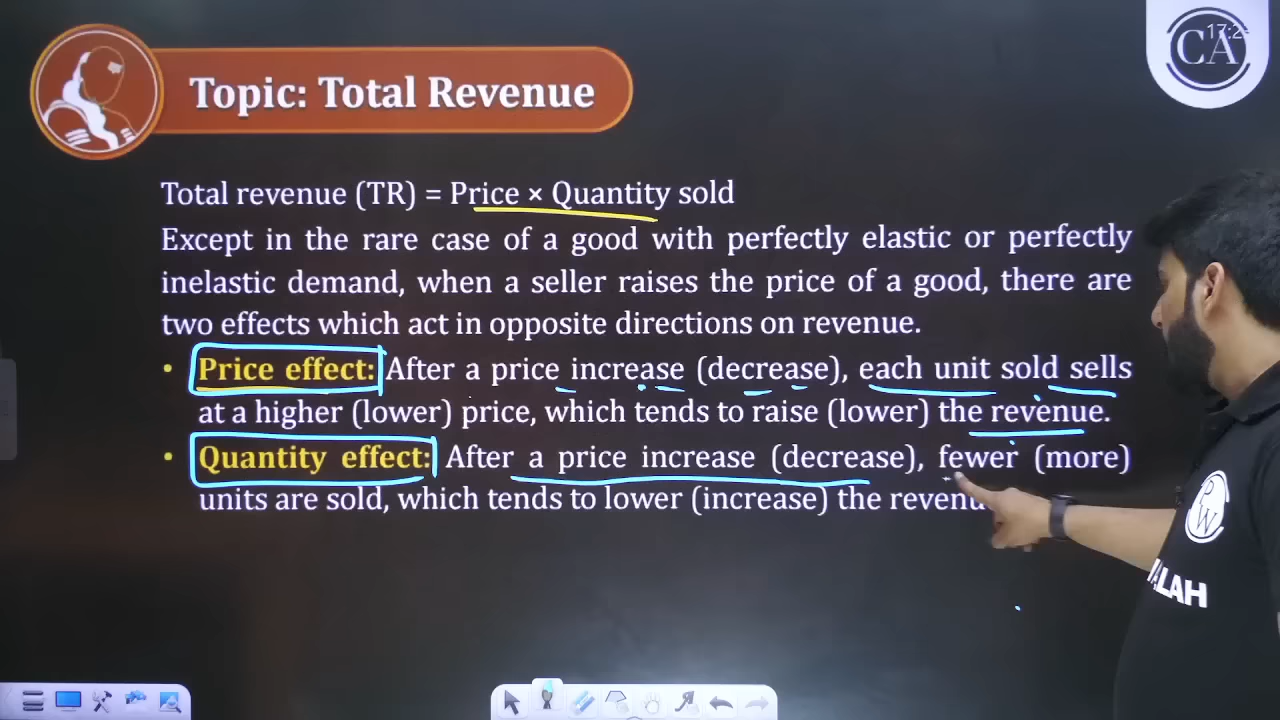 CA
17:2
Topic: Total Revenue
Total revenue (TR) = Price × Quantity sold
Except in the rare case of a good with perfectly elastic or perfectly
inelastic demand, when a seller raises the price of a good, there are
two effects which act in opposite directions on revenue.
• Price effect: After a price increase (decrease), each unit sold sells
at a higher (lower) price, which tends to raise (lower) the revenue.
• Quantity effect: After a price increase (decrease), fewer (more)
units are sold, which tends to lower (increase) the
PW